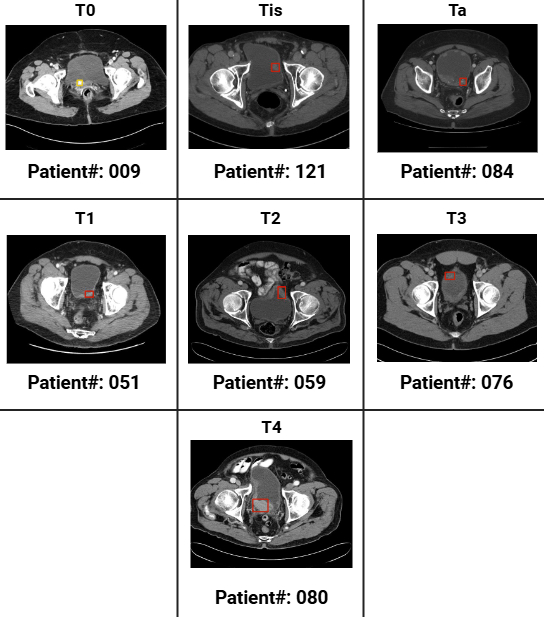 T0
Tis
Ta
Patient#: 009
Patient#: 121
Patient#: 084
T1
T2
T3
Patient#: 051
Patient#: 059
Patient#: 076
T4
Patient#: 080